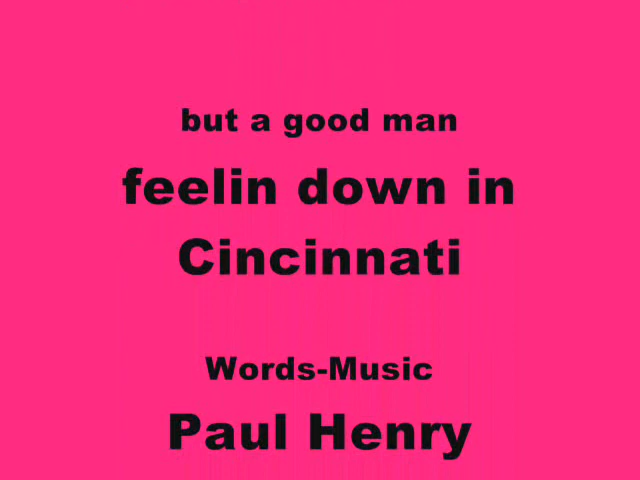 but a good man
feelin down in
Cincinnati
Words-Music
Paul Henry